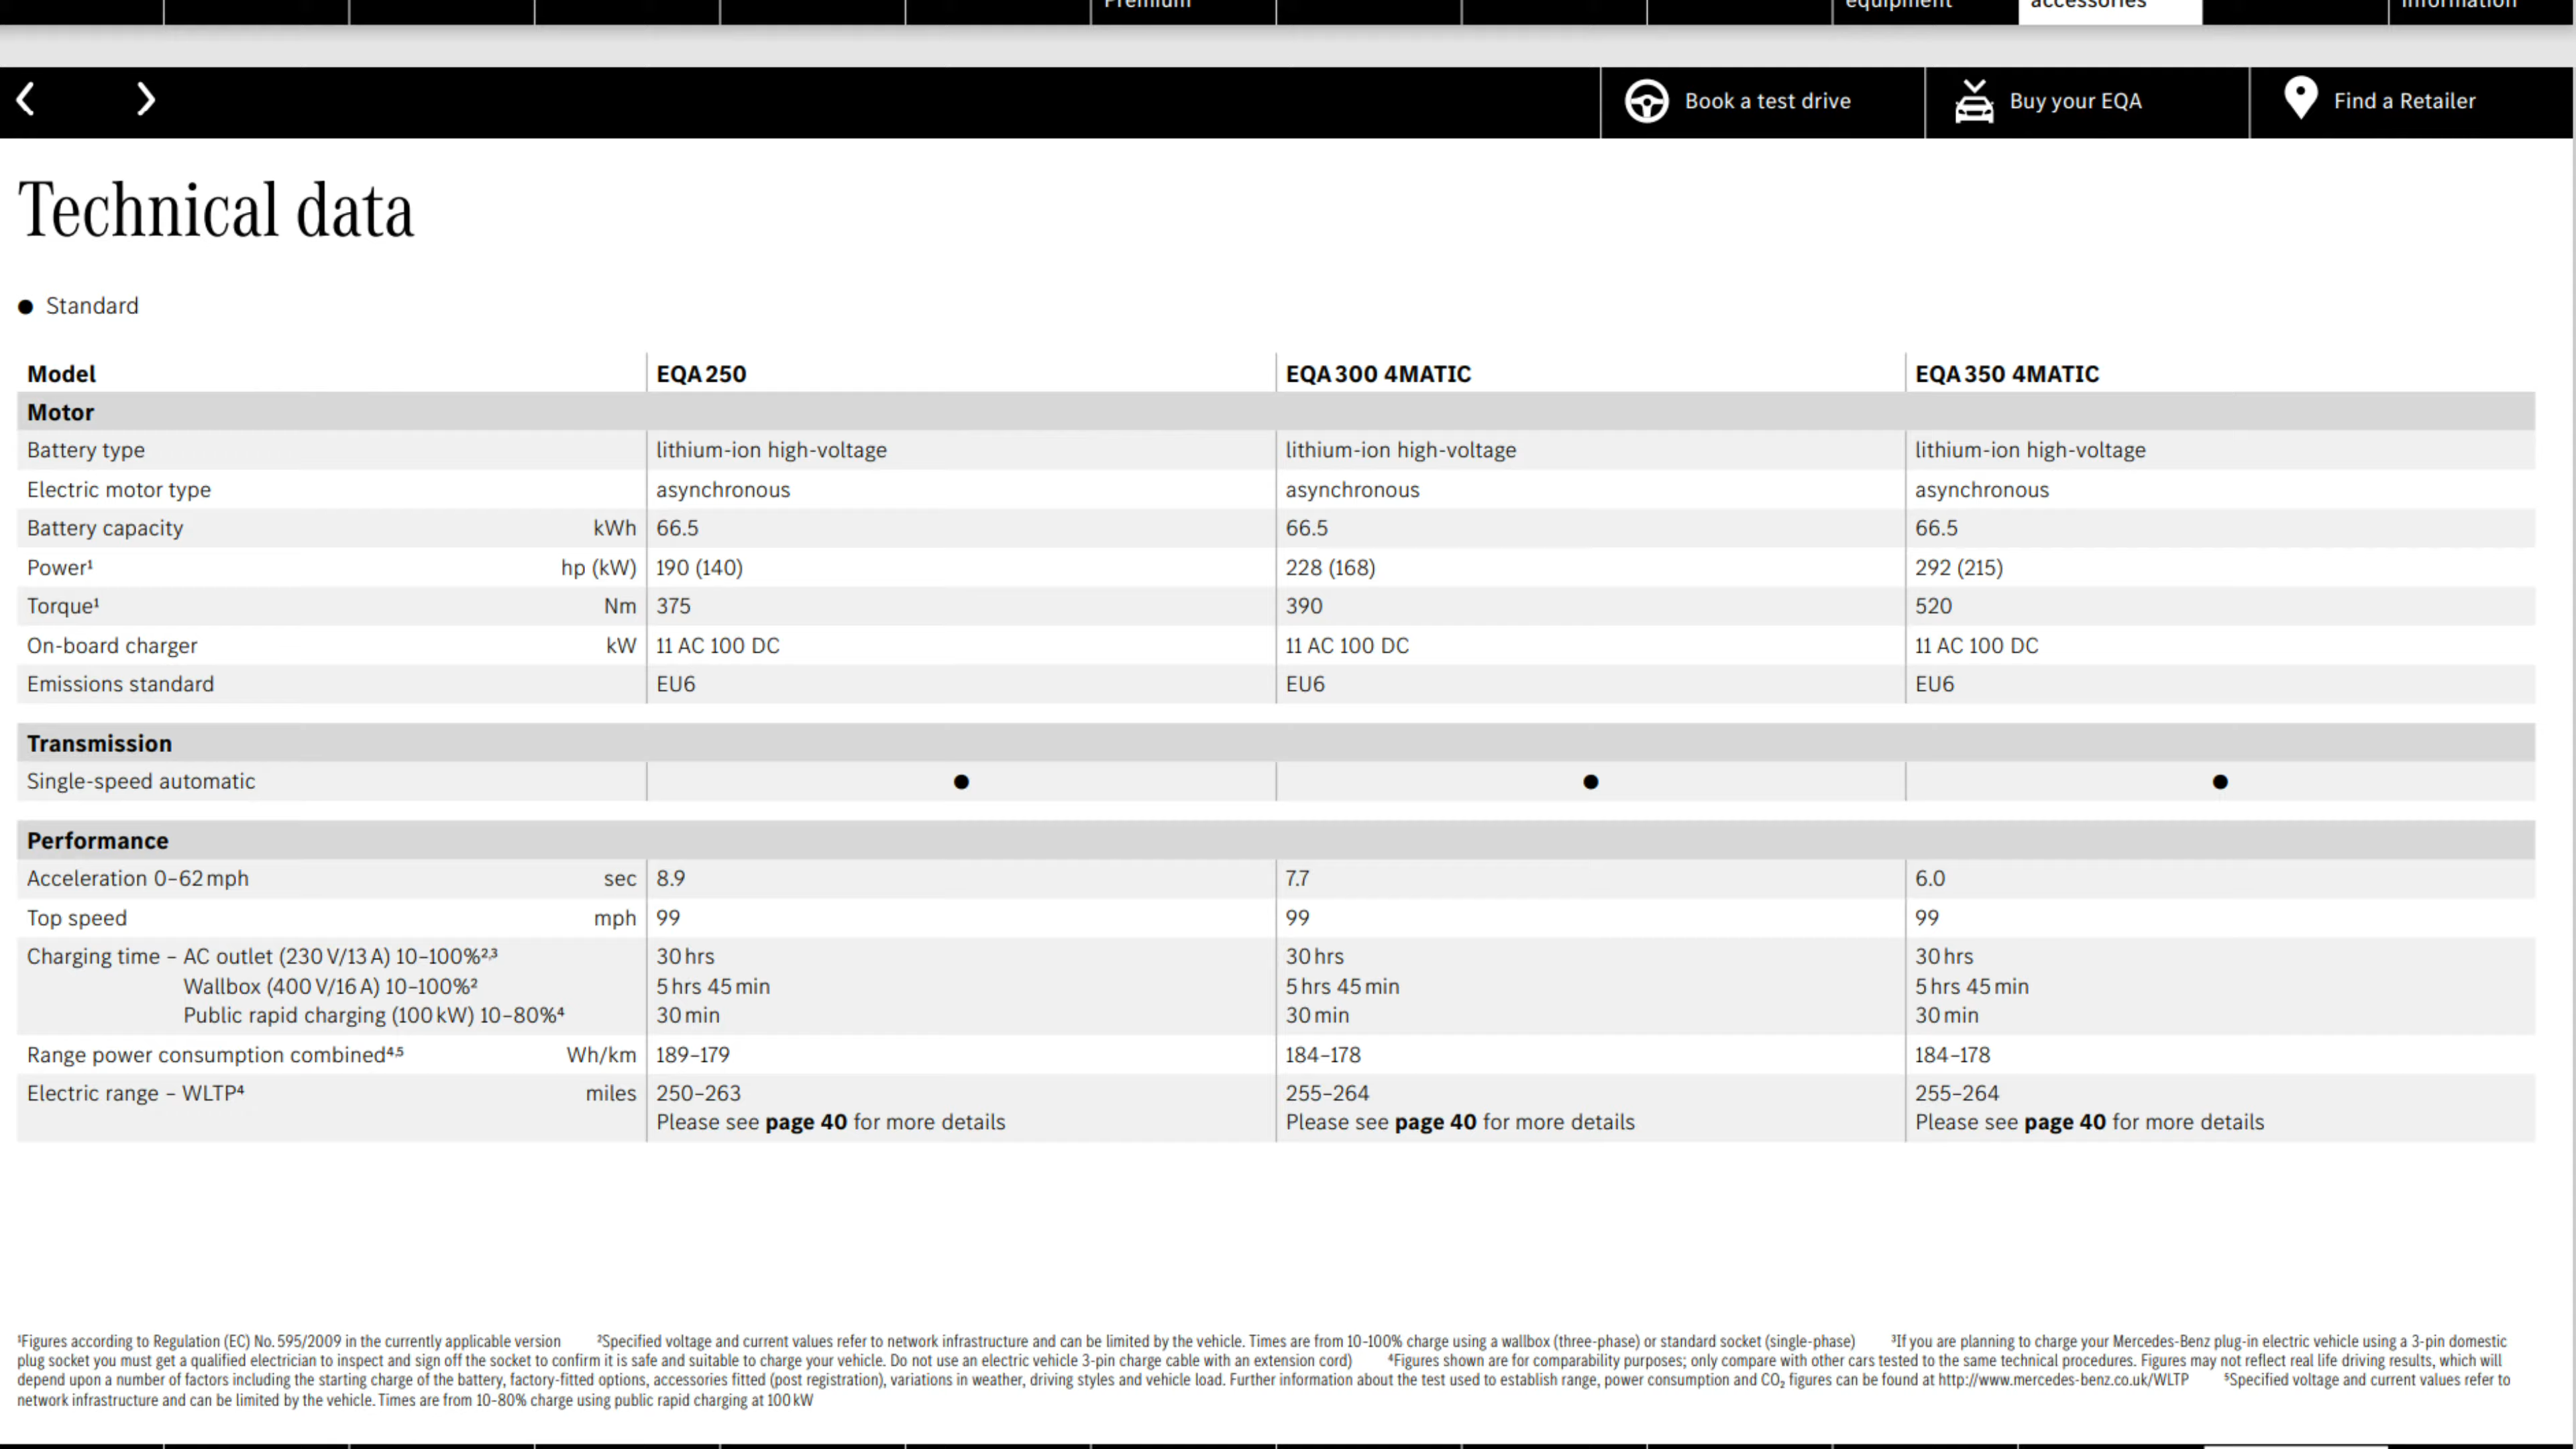 Premium equipment accessories information
Book a test drive Buy your EQA Find a Retailer
Technical data
● Standard
Model EQA 250 EQA 300 4MATIC EQA 350 4MATIC
Motor
Battery type lithium-ion high-voltage lithium-ion high-voltage lithium-ion high-voltage
Electric motor type asynchronous asynchronous asynchronous
Battery capacity kWh 66.5 66.5 66.5
Power¹ hp (kW) 190 (140) 228 (168) 292 (215)
Torque¹ Nm 375 390 520
On-board charger kW 11 AC 100 DC 11 AC 100 DC 11 AC 100 DC
Emissions standard EU6 EU6 EU6
Transmission
Single-speed automatic ● ● ●
Performance
Acceleration 0–62 mph sec 8.9 7.7 6.0
Top speed mph 99 99 99
Charging time – AC outlet (230 V/13 A) 10–100%²,³ 30 hrs 30 hrs 30 hrs
Wallbox (400 V/16 A) 10–100%² 5 hrs 45 min 5 hrs 45 min 5 hrs 45 min
Public rapid charging (100 kW) 10–80%⁴ 30 min 30 min 30 min
Range power consumption combined⁴,⁵ Wh/km 189–179 184–178 184–178
Electric range – WLTP⁴ miles 250–263 255–264 255–264
Please see page 40 for more details Please see page 40 for more details Please see page 40 for more details
¹Figures according to Regulation (EC) No. 595/2009 in the currently applicable version ²Specified voltage and current values refer to network infrastructure and can be limited by the vehicle. Times are from 10-100% charge using a wallbox (three-phase) or standard socket (single-phase) ³If you are planning to charge your Mercedes-Benz plug-in electric vehicle using a 3-pin domestic
plug socket you must get a qualified electrician to inspect and sign off the socket to confirm it is safe and suitable to charge your vehicle. Do not use an electric vehicle 3-pin charge cable with an extension cord) ⁴Figures shown are for comparability purposes; only compare with other cars tested to the same technical procedures. Figures may not reflect real life driving results, which will
depend upon a number of factors including the starting charge of the battery, factory-fitted options, accessories fitted (post registration), variations in weather, driving styles and vehicle load. Further information about the test used to establish range, power consumption and CO₂ figures can be found at http://www.mercedes-benz.co.uk/WLTP ⁵Specified voltage and current values refer to
network infrastructure and can be limited by the vehicle. Times are from 10-80% charge using public rapid charging at 100 kW